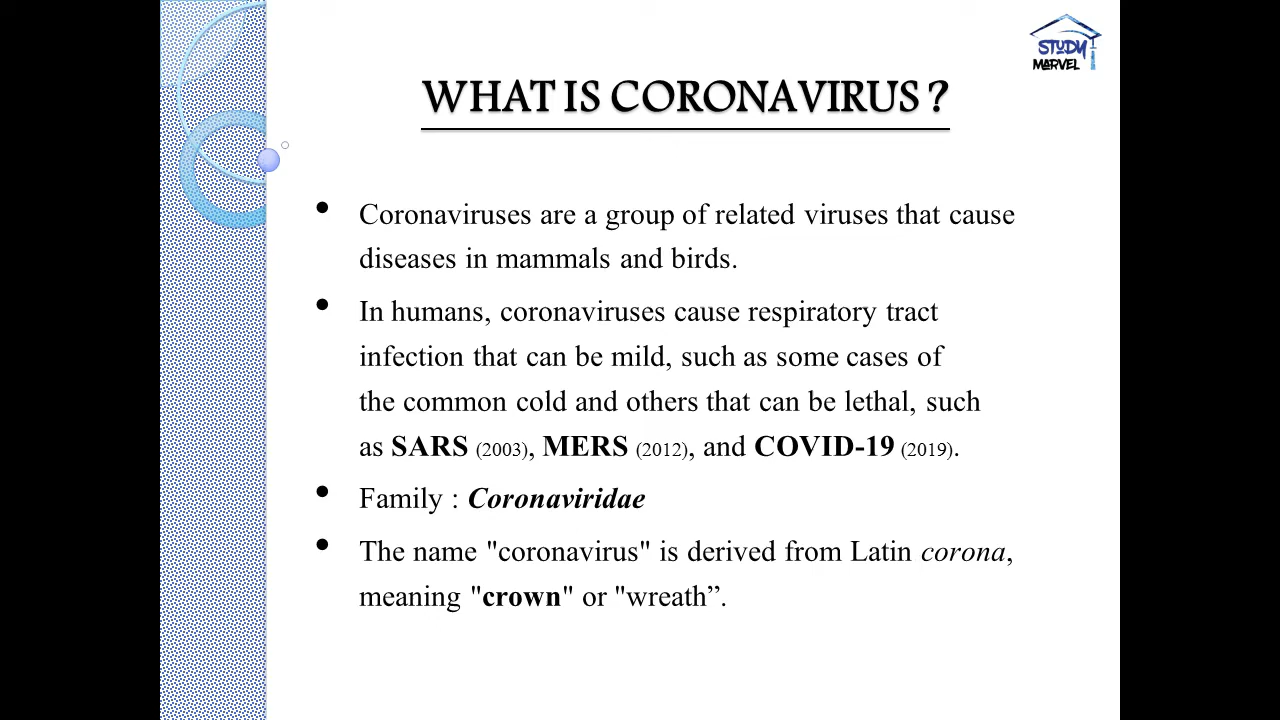 STUDY
MARVEL
WHAT IS CORONAVIRUS ?
• Coronaviruses are a group of related viruses that cause
diseases in mammals and birds.
• In humans, coronaviruses cause respiratory tract
infection that can be mild, such as some cases of
the common cold and others that can be lethal, such
as SARS (2003), MERS (2012), and COVID-19 (2019).
• Family : Coronaviridae
• The name "coronavirus" is derived from Latin corona,
meaning "crown" or "wreath”.